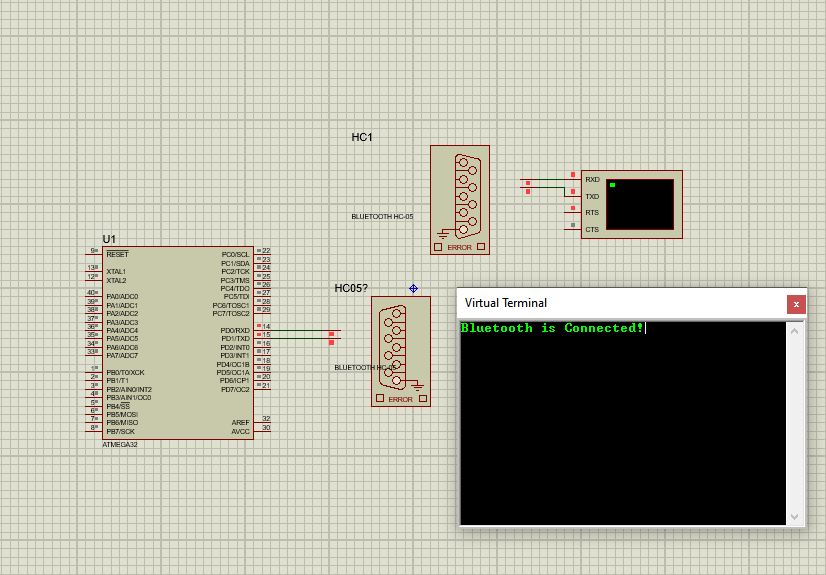 HC1
BLUETOOTH HC-05
ERROR
RXD
TXD
RTS
CTS
U1
9 RESET PC0/SCL 22
PC1/SDA 23
13 XTAL1 PC2/TCK 24
12 XTAL2 PC3/TMS 25
PC4/TDO 26
40 PA0/ADC0 PC5/TDI 27
39 PA1/ADC1 PC6/TOSC1 28
38 PA2/ADC2 PC7/TOSC2 29
37 PA3/ADC3
36 PA4/ADC4 PD0/RXD 14
35 PA5/ADC5 PD1/TXD 15
34 PA6/ADC6 PD2/INT0 16
33 PA7/ADC7 PD3/INT1 17
PD4/OC1B 18
1 PB0/T0/XCK PD5/OC1A 19
2 PB1/T1 PD6/ICP1 20
3 PB2/AIN0/INT2 PD7/OC2 21
4 PB3/AIN1/OC0
5 PB4/SS
6 PB5/MOSI
7 PB6/MISO AREF 32
8 PB7/SCK AVCC 30
ATMEGA32
HC05?
BLUETOOTH HC-05
ERROR
Virtual Terminal
x
Bluetooth is Connected!